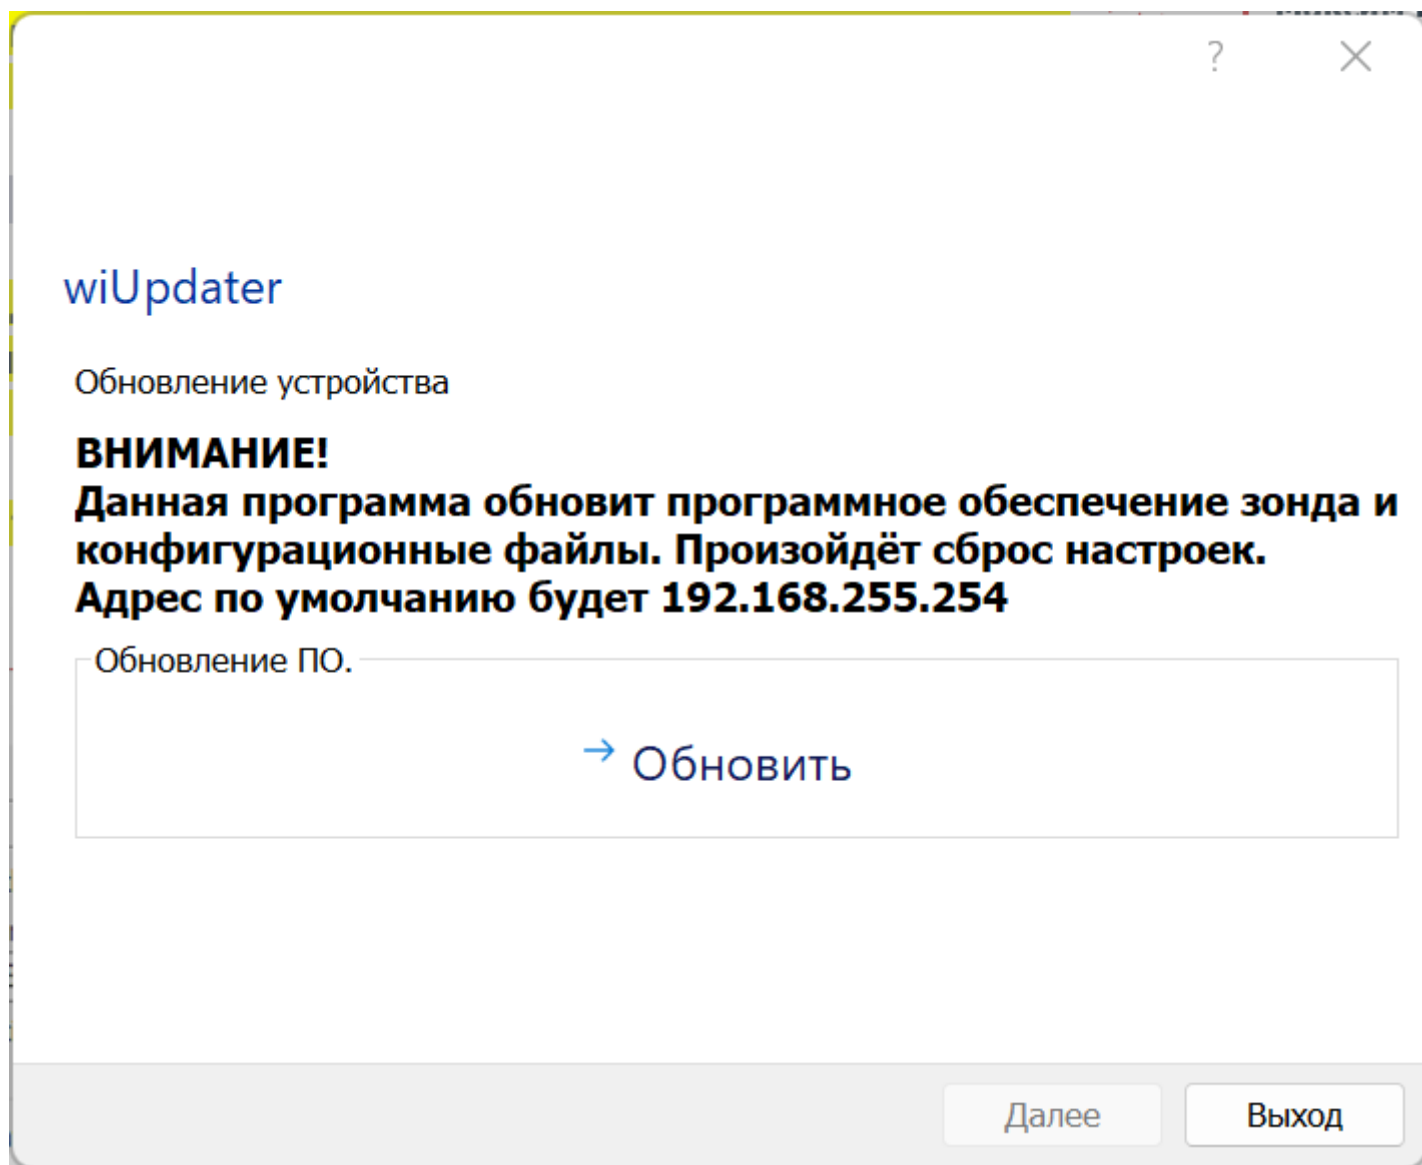 ?
wiUpdater
Обновление устройства
ВНИМАНИЕ!
Данная программа обновит программное обеспечение зонда и
конфигурационные файлы. Произойдёт сброс настроек.
Адрес по умолчанию будет 192.168.255.254
Обновление ПО.
→ Обновить
Далее
Выход